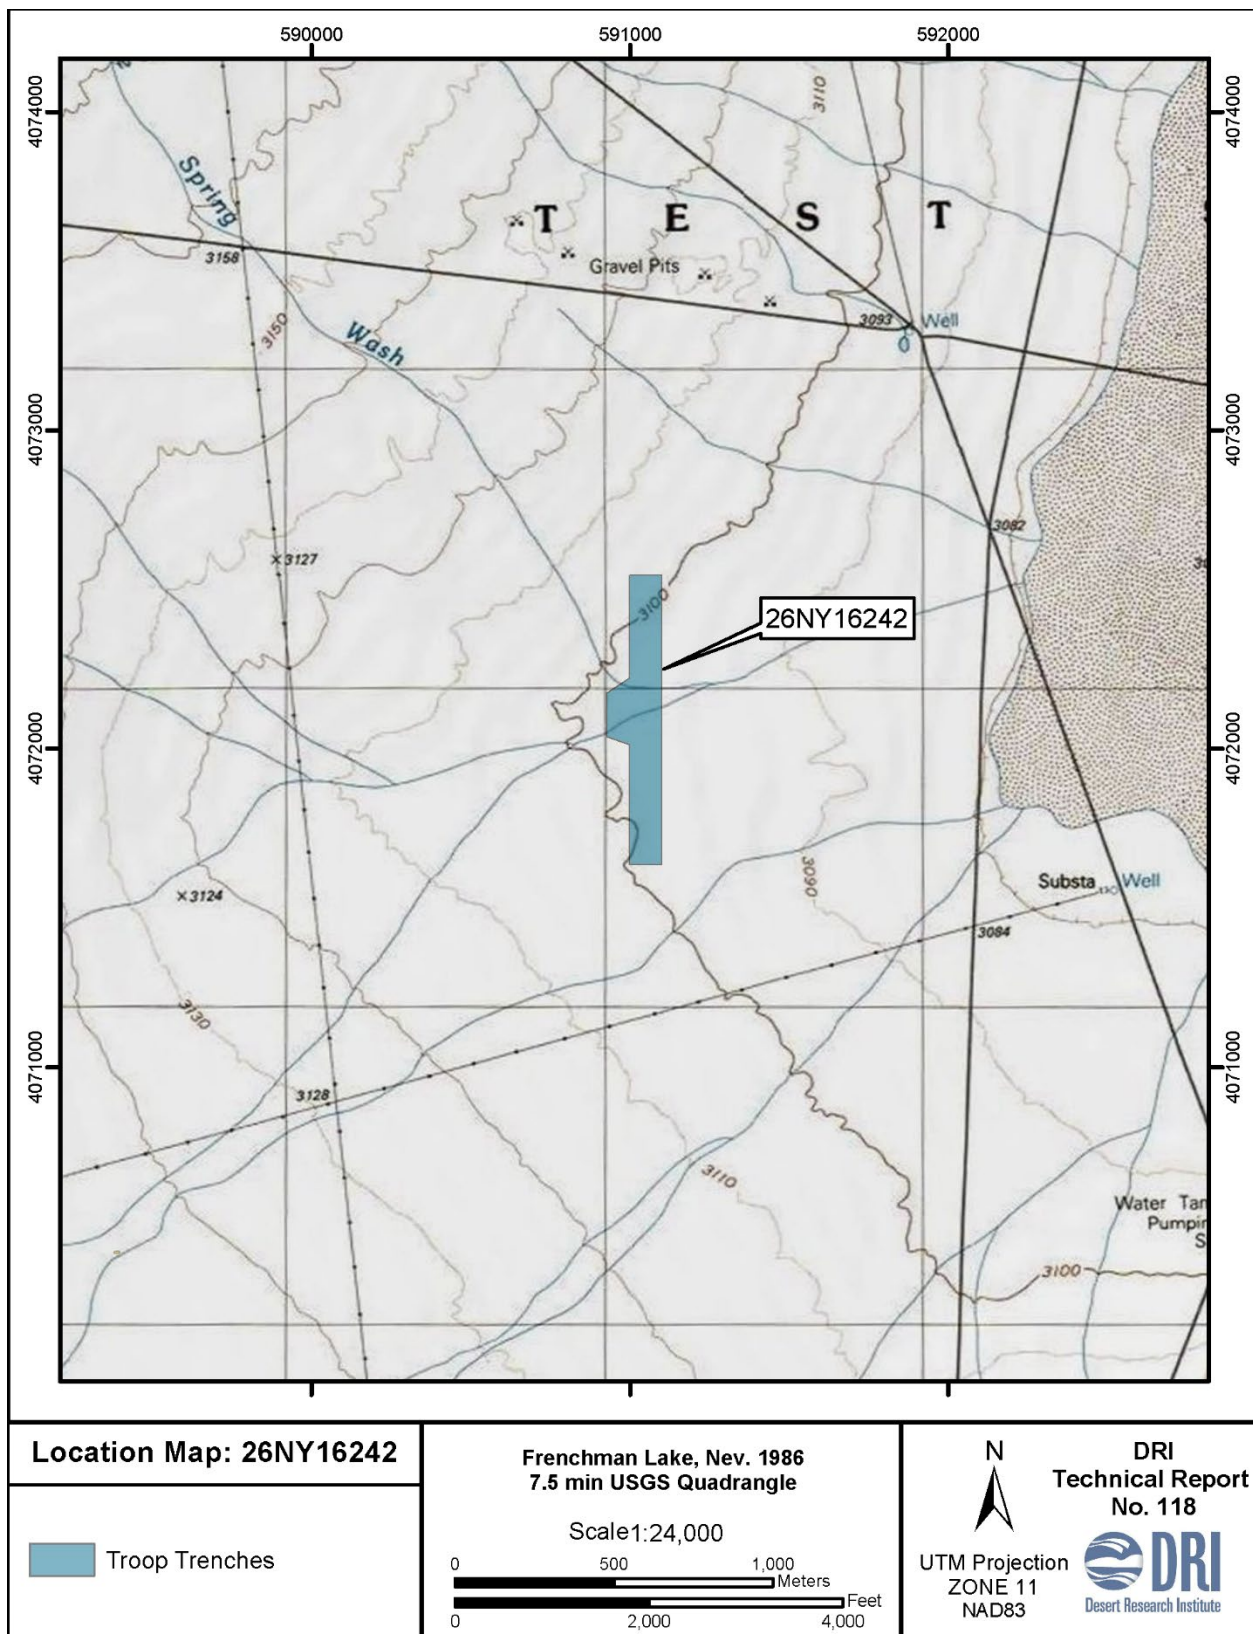 590000 591000 592000
4074000 4074000
3110
Spring
T E S T
3158
Gravel Pits
3093 Well
3150
Wash
4073000 4073000
3082
3127
3100
26NY16242
4072000 4072000
3090
Substa Well
3124
3084
3130
4071000 4071000
3128
3110
Water Tan
Pumpin
S
3100
Location Map: 26NY16242
Troop Trenches
Frenchman Lake, Nev. 1986
7.5 min USGS Quadrangle
Scale1:24,000
0 500 1,000
Meters
Feet
0 2,000 4,000
N
UTM Projection
ZONE 11
NAD83
DRI
Technical Report
No. 118
DRI
Desert Research Institute